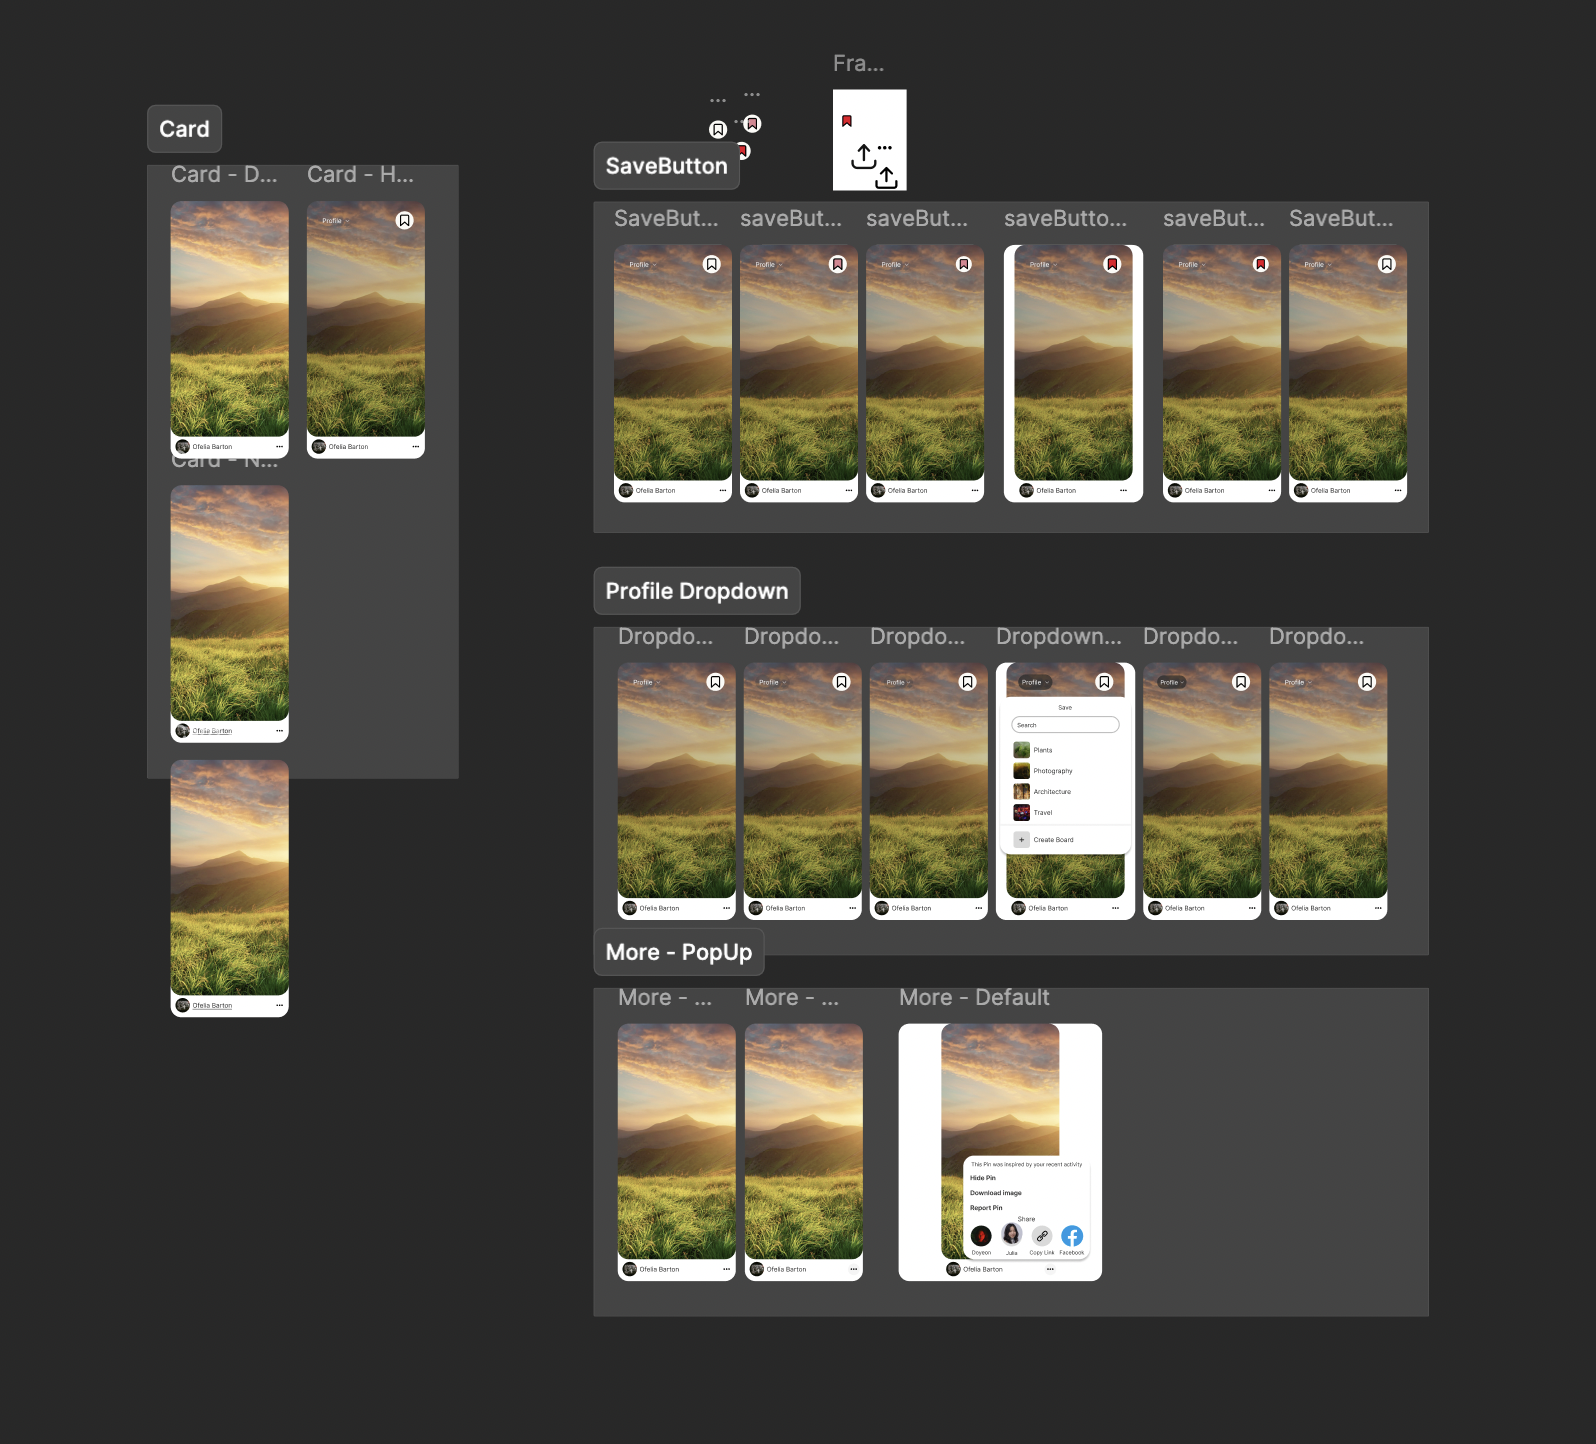 Fra...
Card
SaveButton
Card - D...
Card - H...
Profile
Ofelia Barton
Ofelia Barton
Card - N...
Ofelia Barton
Ofelia Barton
SaveBut...
saveBut...
saveBut...
saveButto...
saveBut...
SaveBut...
Profile
Profile
Profile
Profile
Profile
Profile
Ofelia Barton
Ofelia Barton
Ofelia Barton
Ofelia Barton
Ofelia Barton
Ofelia Barton
Profile Dropdown
Dropdo...
Dropdo...
Dropdo...
Dropdown...
Dropdo...
Dropdo...
Profile
Profile
Profile
Profile
Profile
Profile
Save
Search
Plants
Photography
Architecture
Travel
+ Create Board
Ofelia Barton
Ofelia Barton
Ofelia Barton
Ofelia Barton
Ofelia Barton
Ofelia Barton
More - PopUp
More - ...
More - ...
More - Default
This Pin was inspired by your recent activity
Hide Pin
Download image
Report Pin
Share
Doyeon
Julia
Copy Link
Facebook
Ofelia Barton
Ofelia Barton
Ofelia Barton